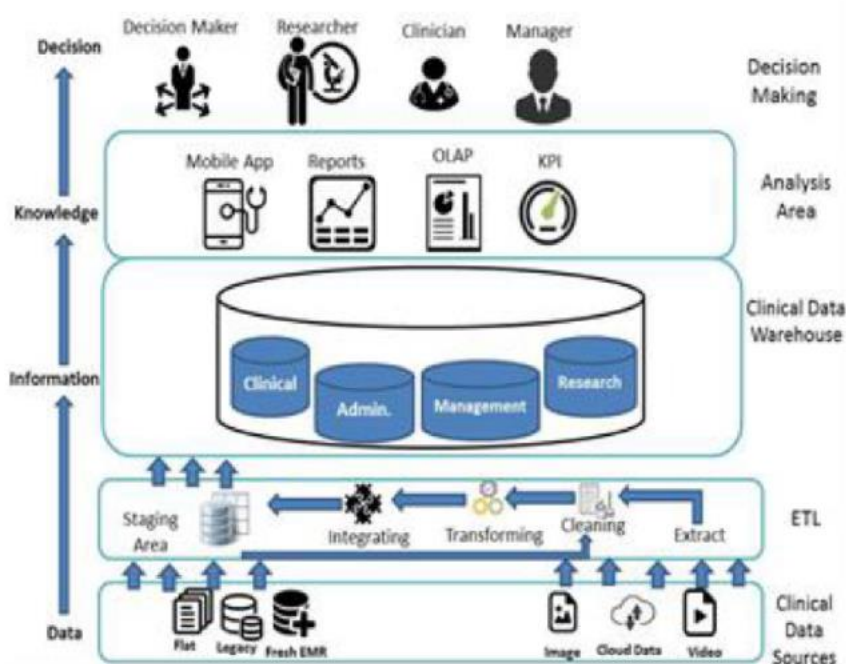 Decision Maker
Researcher
Clinician
Manager
Decision
Decision
Making
Mobile App
Reports
OLAP
KPI
Knowledge
Analysis
Area
Clinical Data
Warehouse
Information
Clinical
Admin.
Management
Research
Staging
Area
Integrating
Transforming
Cleaning
Extract
ETL
Data
Flat
Legacy
Fresh EMR
Image
Cloud Data
Video
Clinical
Data
Sources